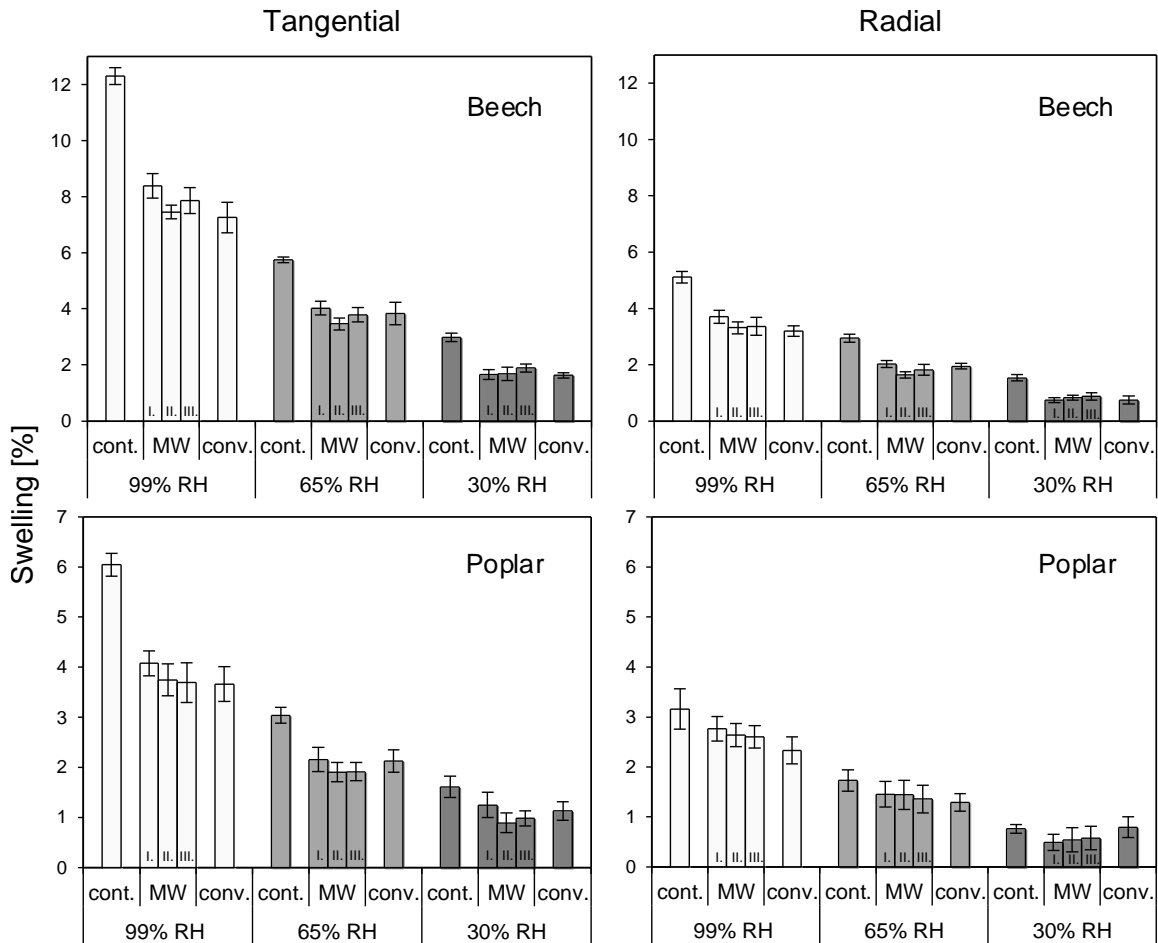 Tangential
Radial
Swelling [%]
12
10
8
6
4
2
0
Beech
I. II. III.
I. II. III.
I. II. III.
cont. MW conv. cont. MW conv. cont. MW conv.
99% RH 65% RH 30% RH
12
10
8
6
4
2
0
Beech
I. II. III.
I. II. III.
I. II. III.
cont. MW conv. cont. MW conv. cont. MW conv.
99% RH 65% RH 30% RH
7
6
5
4
3
2
1
0
Poplar
I. II. III.
I. II. III.
I. II. III.
cont. MW conv. cont. MW conv. cont. MW conv.
99% RH 65% RH 30% RH
7
6
5
4
3
2
1
0
Poplar
I. II. III.
I. II. III.
I. II. III.
cont. MW conv. cont. MW conv. cont. MW conv.
99% RH 65% RH 30% RH